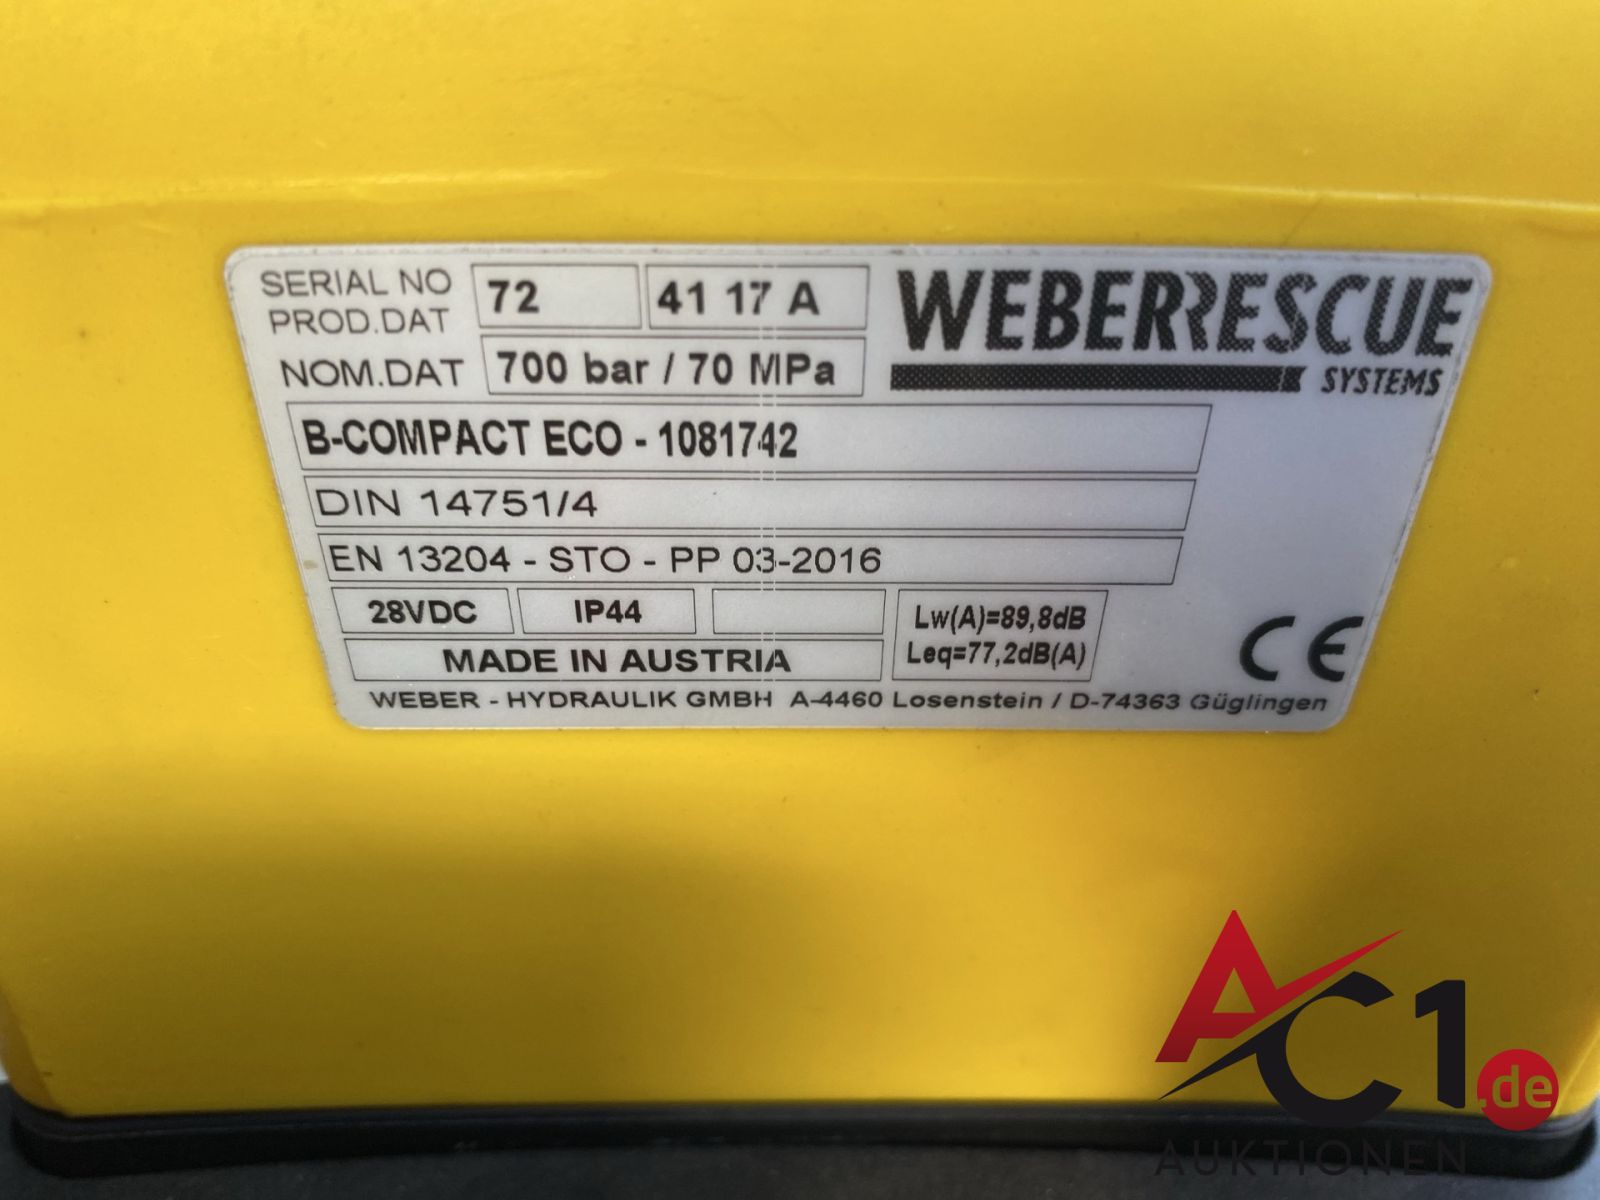 SERIAL NO
PROD.DAT
72
41 17 A
NOM.DAT
700 bar / 70 MPa
WEBERRESCUE
SYSTEMS
B-COMPACT ECO - 1081742
DIN 14751/4
EN 13204 - STO - PP 03-2016
28VDC
IP44
Lw(A)=89,8dB
Leq=77,2dB(A)
MADE IN AUSTRIA
CE
WEBER - HYDRAULIK GMBH A-4460 Losenstein / D-74363 Güglingen
AC1.de
AUKTIONEN